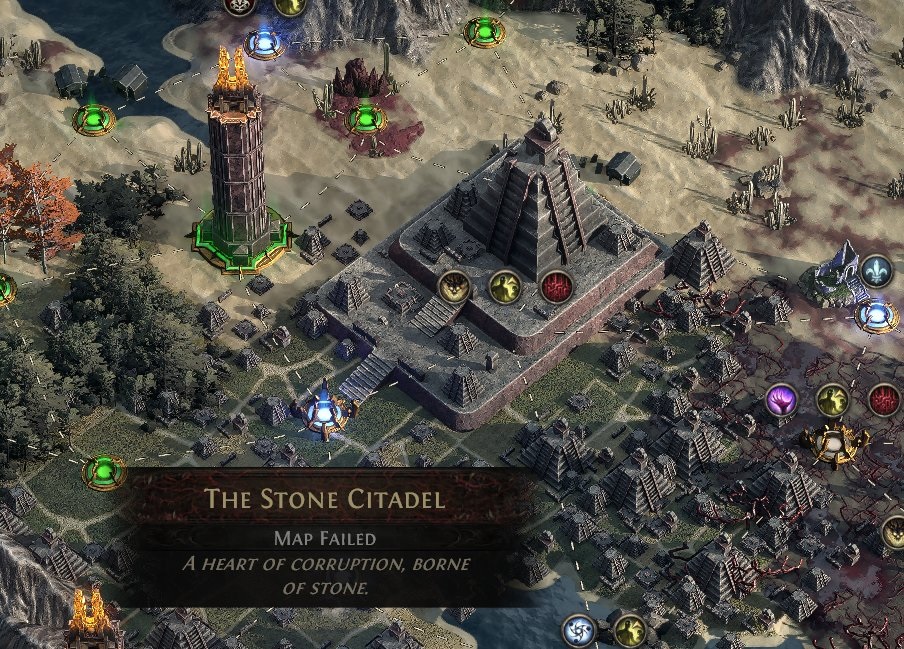 The Stone Citadel
Map Failed
A heart of corruption, borne
of stone.